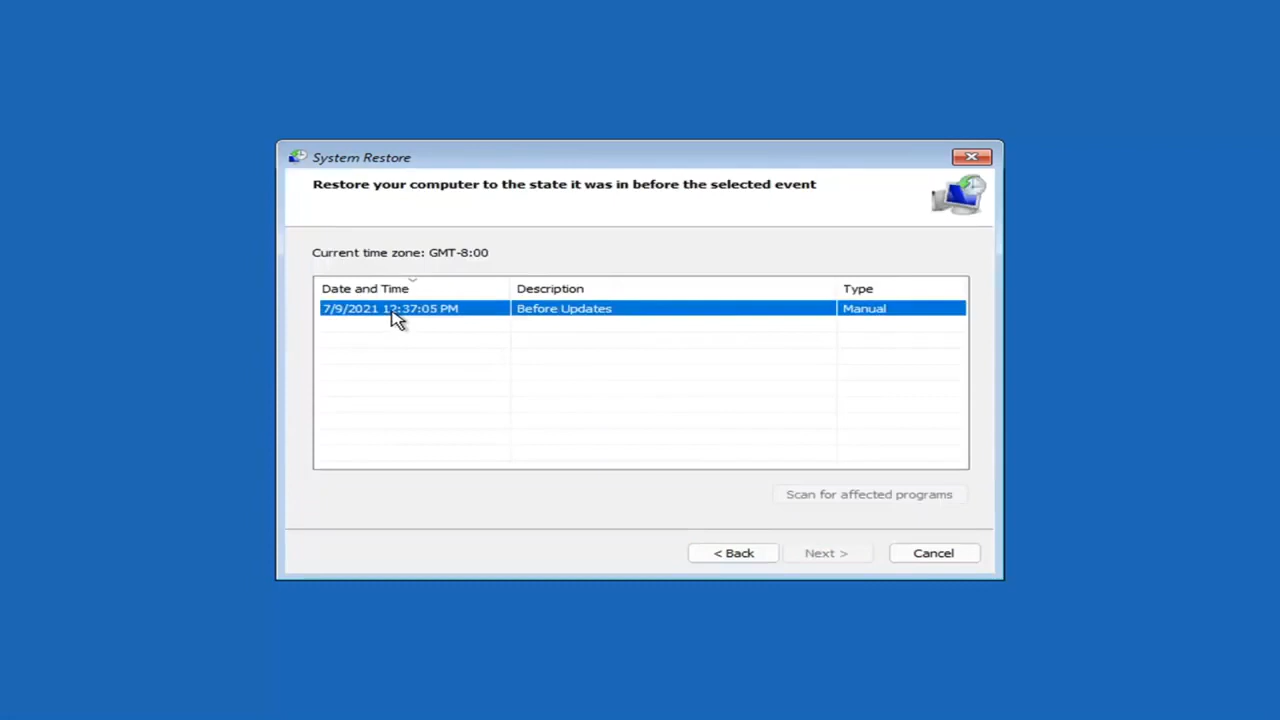 System Restore
Restore your computer to the state it was in before the selected event
Current time zone: GMT-8:00
Date and Time Description Type
7/9/2021 12:37:05 PM Before Updates Manual
Scan for affected programs
< Back Next > Cancel